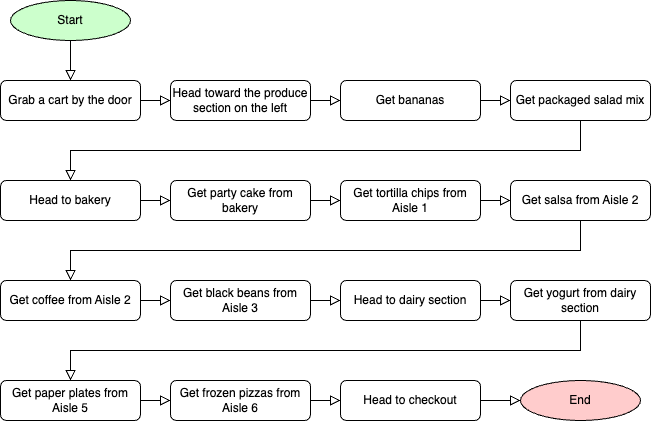 Start
Grab a cart by the door
Head toward the produce
section on the left
Get bananas
Get packaged salad mix
Head to bakery
Get party cake from
bakery
Get tortilla chips from
Aisle 1
Get salsa from Aisle 2
Get coffee from Aisle 2
Get black beans from
Aisle 3
Head to dairy section
Get yogurt from dairy
section
Get paper plates from
Aisle 5
Get frozen pizzas from
Aisle 6
Head to checkout
End